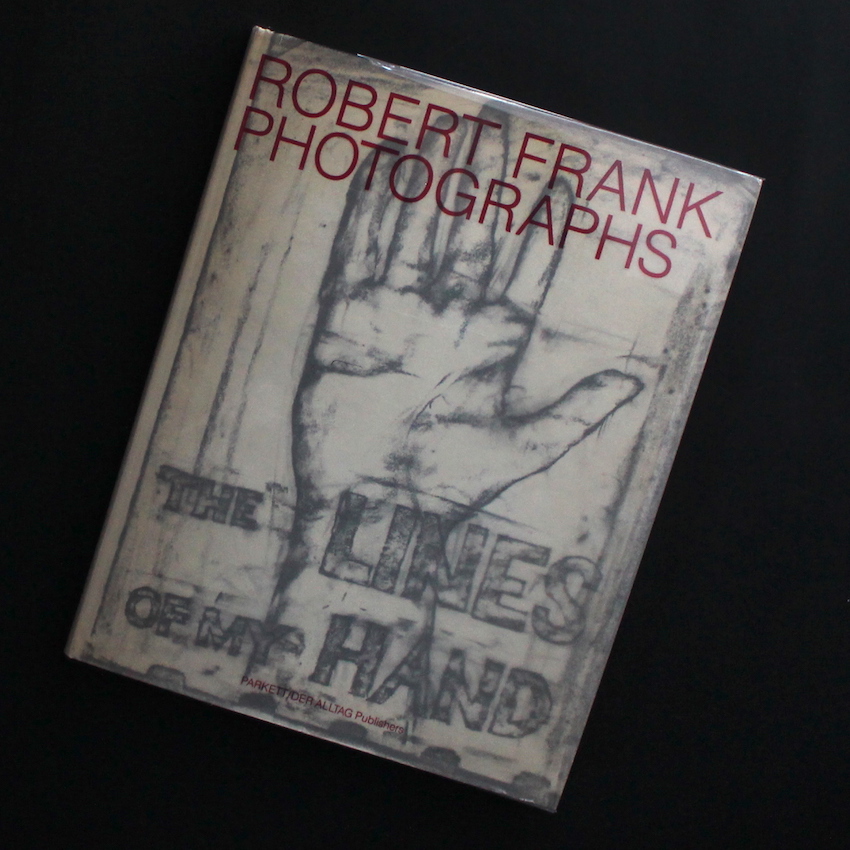 ROBERT FRANK
PHOTOGRAPHS
THE LINES
OF MY HAND
PARKETT/DER ALLTAG Publishers